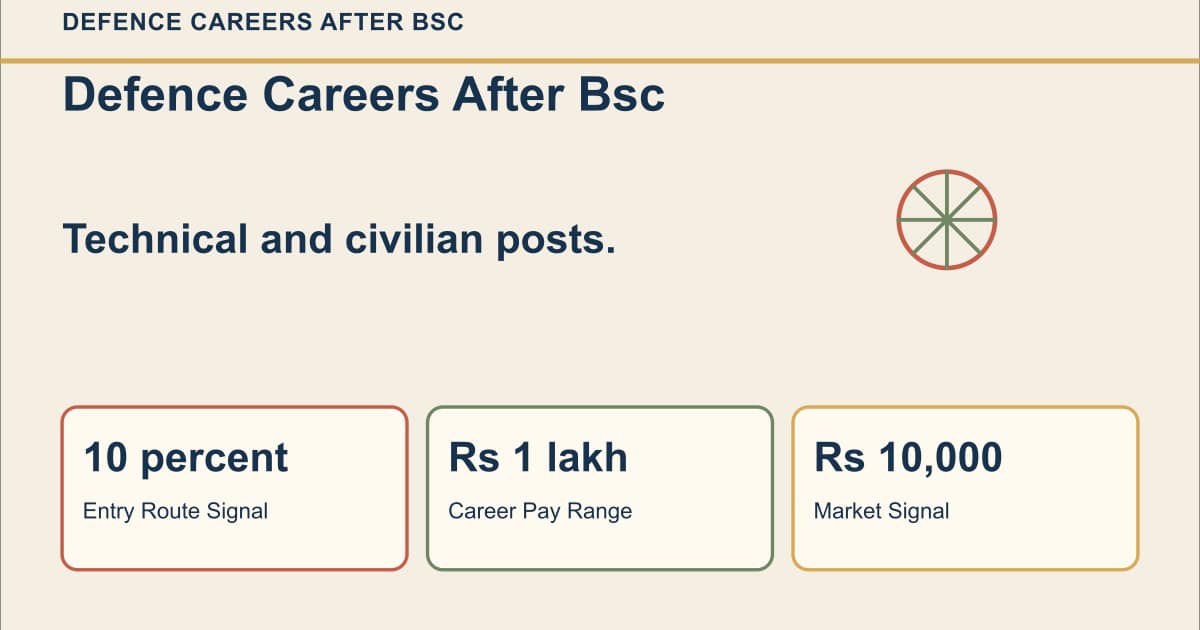 DEFENCE CAREERS AFTER BSC
Defence Careers After Bsc
Technical and civilian posts.
10 percent
Entry Route Signal
Rs 1 lakh
Career Pay Range
Rs 10,000
Market Signal